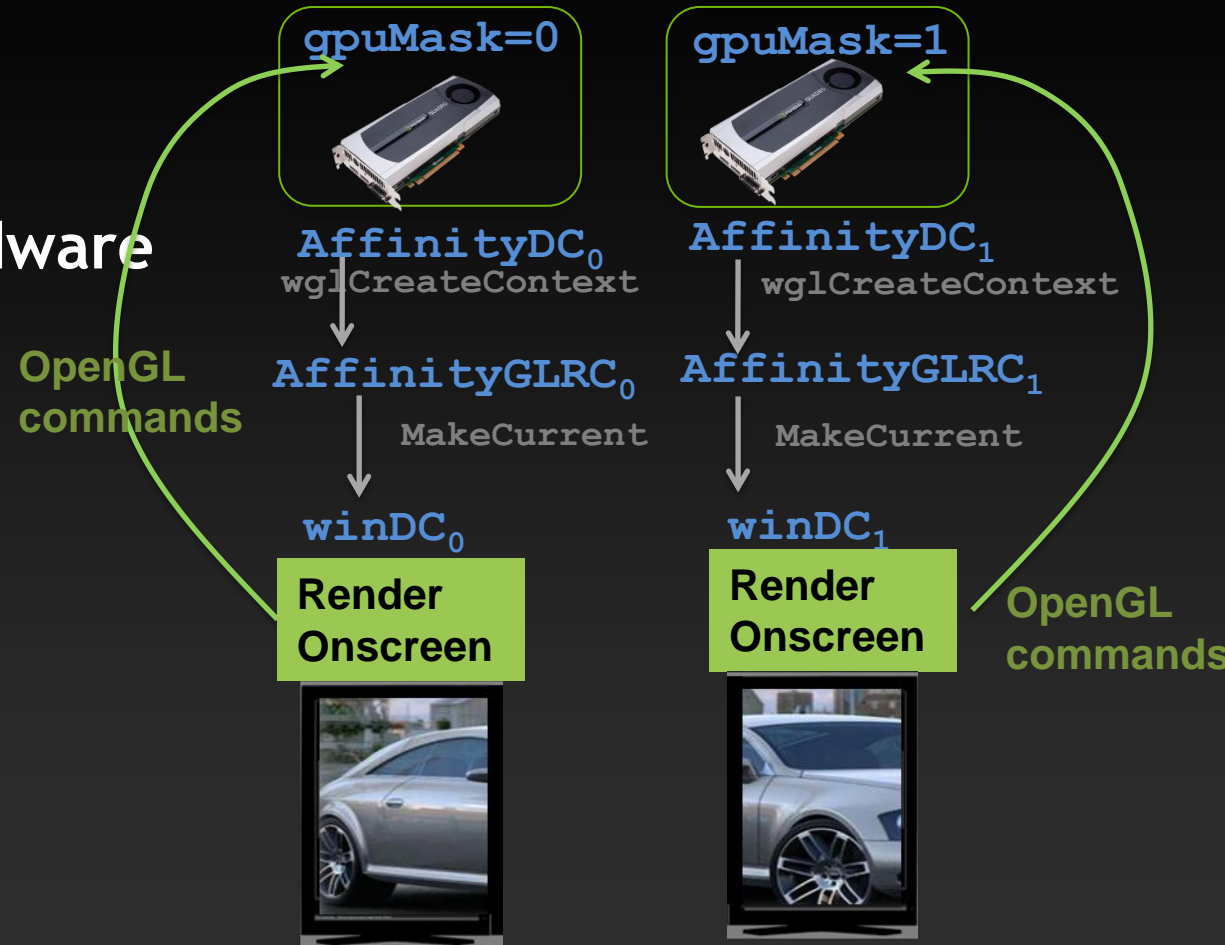 gpuMask=0
gpuMask=1
AffinityDC0
AffinityDC1
wglCreateContext
wglCreateContext
dware
OpenGL
commands
AffinityGLRC0
AffinityGLRC1
MakeCurrent
MakeCurrent
winDC0
winDC1
Render
Onscreen
Render
Onscreen
OpenGL
commands